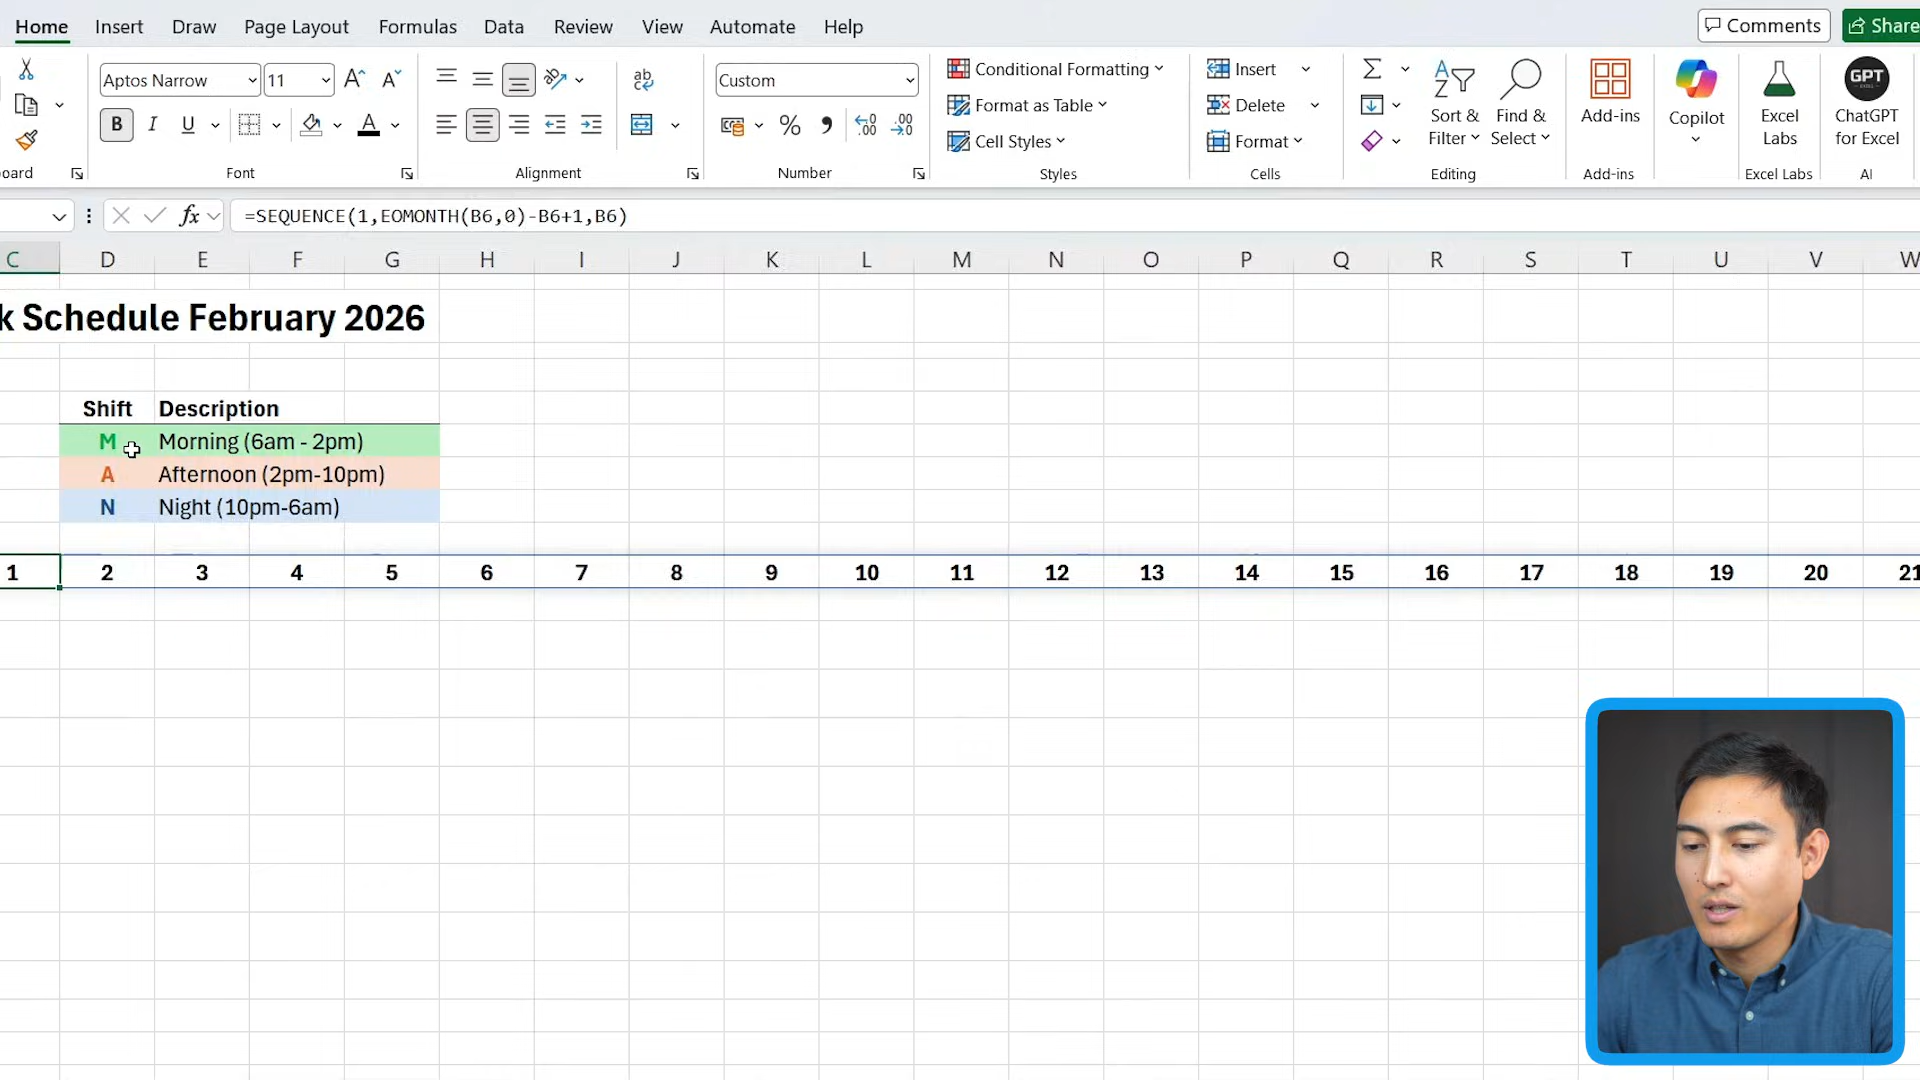 Home Insert Draw Page Layout Formulas Data Review View Automate Help Comments Share
Aptos Narrow 11 Custom Conditional Formatting Insert
Format as Table Delete Sort & Filter Find & Select Add-ins Copilot Excel Labs GPT ChatGPT for Excel
B I U Cell Styles Format
oard Font Alignment Number Styles Cells Editing Add-ins Excel Labs AI
fx =SEQUENCE(1,EOMONTH(B6,0)-B6+1,B6)
C D E F G H I J K L M N O P Q R S T U V W
k Schedule February 2026
Shift Description
M Morning (6am - 2pm)
A Afternoon (2pm-10pm)
N Night (10pm-6am)
1 2 3 4 5 6 7 8 9 10 11 12 13 14 15 16 17 18 19 20 21